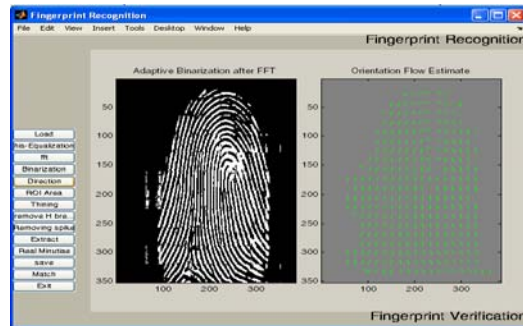 Fingerprint Recognition
File Edit View Insert Tools Desktop Window Help
Fingerprint Recognition
Adaptive Binarization after FFT
Orientation Flow Estimate
Load
his-Equalization
fft
Binarization
Direction
ROI Area
Thining
remova H bra...
Removing spike
Extract
Real Minutias
save
Match
Exit
50
100
150
200
250
300
350
100 200 300
50
100
150
200
250
300
350
100 200 300
Fingerprint Verification